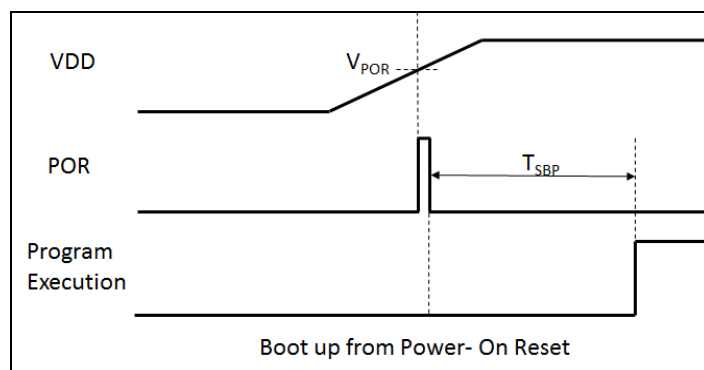 VDD
VPOR
POR
TSBP
Program
Execution
Boot up from Power- On Reset